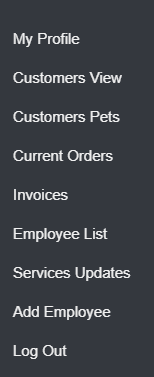 My Profile
Customers View
Customers Pets
Current Orders
Invoices
Employee List
Services Updates
Add Employee
Log Out